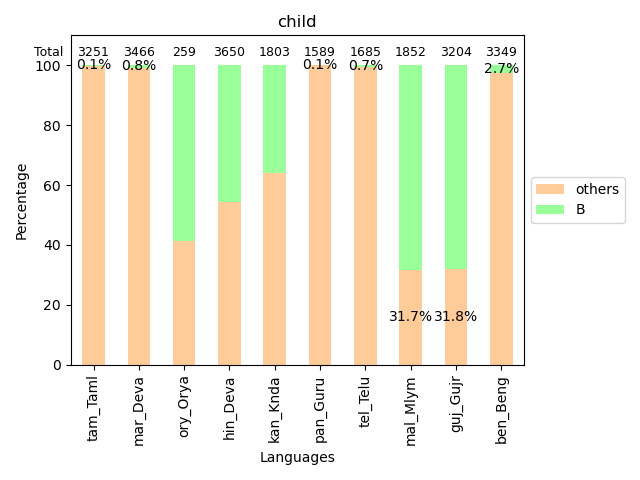 child
Total 3251 3466 259 3650 1803 1589 1685 1852 3204 3349
0.1% 0.8% 0.1% 0.7% 2.7%
100
80
60
40
20
0
31.7% 31.8%
Percentage
others
B
tam_Taml mar_Deva ory_Orya hin_Deva kan_Knda pan_Guru tel_Telu mal_Mlym guj_Gujr ben_Beng
Languages